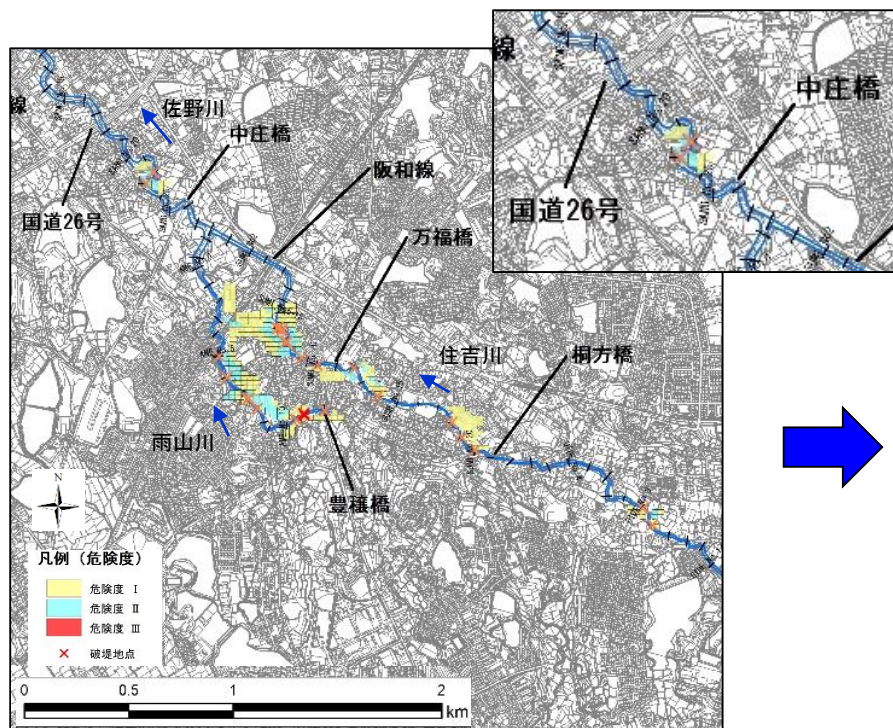 線
佐野川
中庄橋
国道26号
阪和線
万福橋
住吉川
桐方橋
雨山川
豊穣橋
N
凡例（危険度）
危険度 Ⅰ
危険度 Ⅱ
危険度 Ⅲ
破堤地点
0 0.5 1 2
km
線
中庄橋
国道26号